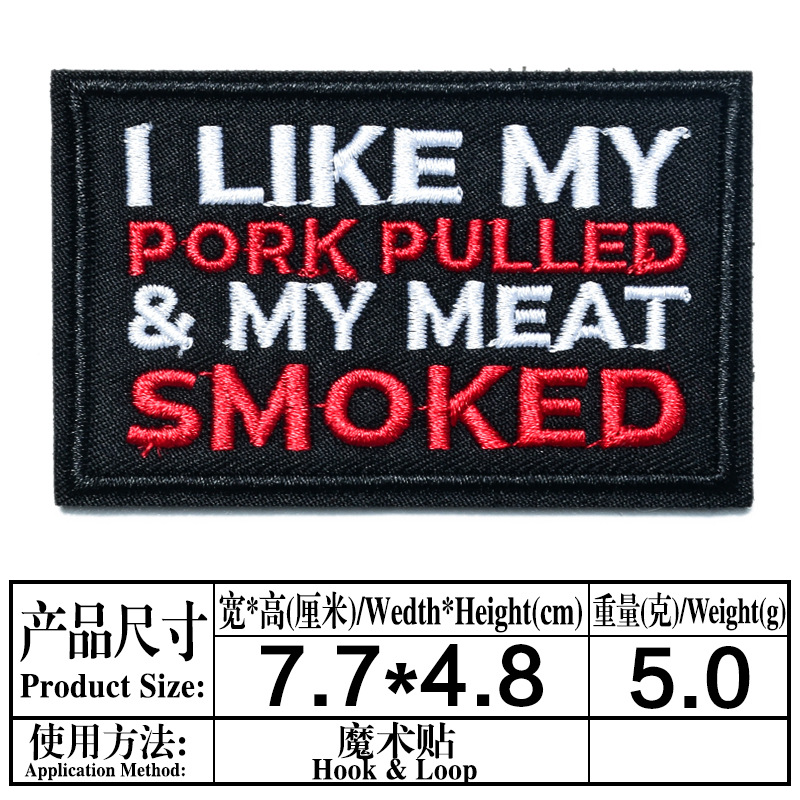 I LIKE MY
PORK PULLED
& MY MEAT
SMOKED
产品尺寸
Product Size:
宽*高(厘米)/Wedth*Height(cm)
重量(克)/Weight(g)
7.7*4.8
5.0
使用方法:
Application Method:
魔术贴
Hook & Loop